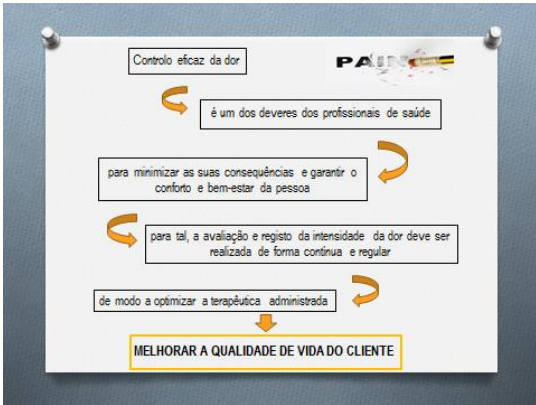 Controlo eficaz da dor
PAIN
é um dos deveres dos profissionais de saúde
para minimizar as suas consequências e garantir o
conforto e bem-estar da pessoa
para tal, a avaliação e registo da intensidade da dor deve ser
realizada de forma contínua e regular
de modo a optimizar a terapêutica administrada
MELHORAR A QUALIDADE DE VIDA DO CLIENTE